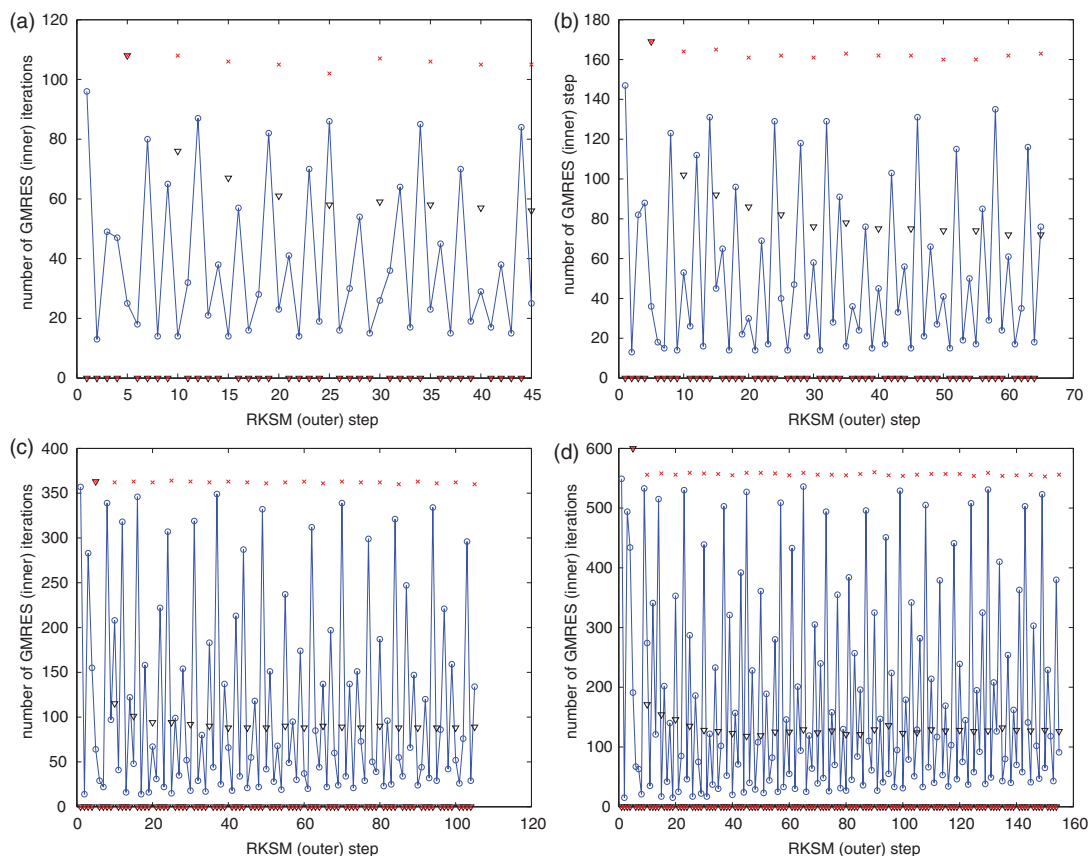 (a)
120
100
80
60
40
20
0
number of GMRES (inner) iterations
5 10 15 20 25 30 35 40 45
RKSM (outer) step
(b)
180
160
140
120
100
80
60
40
20
0
number of GMRES (inner) step
0 10 20 30 40 50 60 70
RKSM (outer) step
(c)
400
350
300
250
200
150
100
50
0
number of GMRES (inner) iterations
0 20 40 60 80 100 120
RKSM (outer) step
(d)
600
500
400
300
200
100
0
number of GMRES (inner) iterations
0 20 40 60 80 100 120 140 160
RKSM (outer) step